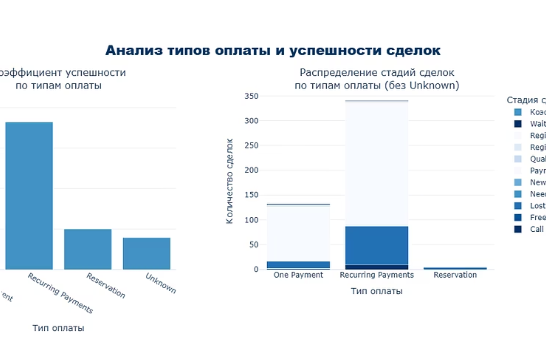 Анализ типов оплаты и успешности сделок
оэффициент успешности
по типам оплаты
Recurring Payments
Reservation
Unknown
Тип оплаты
Распределение стадий сделок
по типам оплаты (без Unknown)
Количество сделок
350
300
250
200
150
100
50
0
One Payment
Recurring Payments
Reservation
Тип оплаты
Стадия с
Wait
Regi
Regi
Qual
Payr
New
Nee
Lost
Free
Call